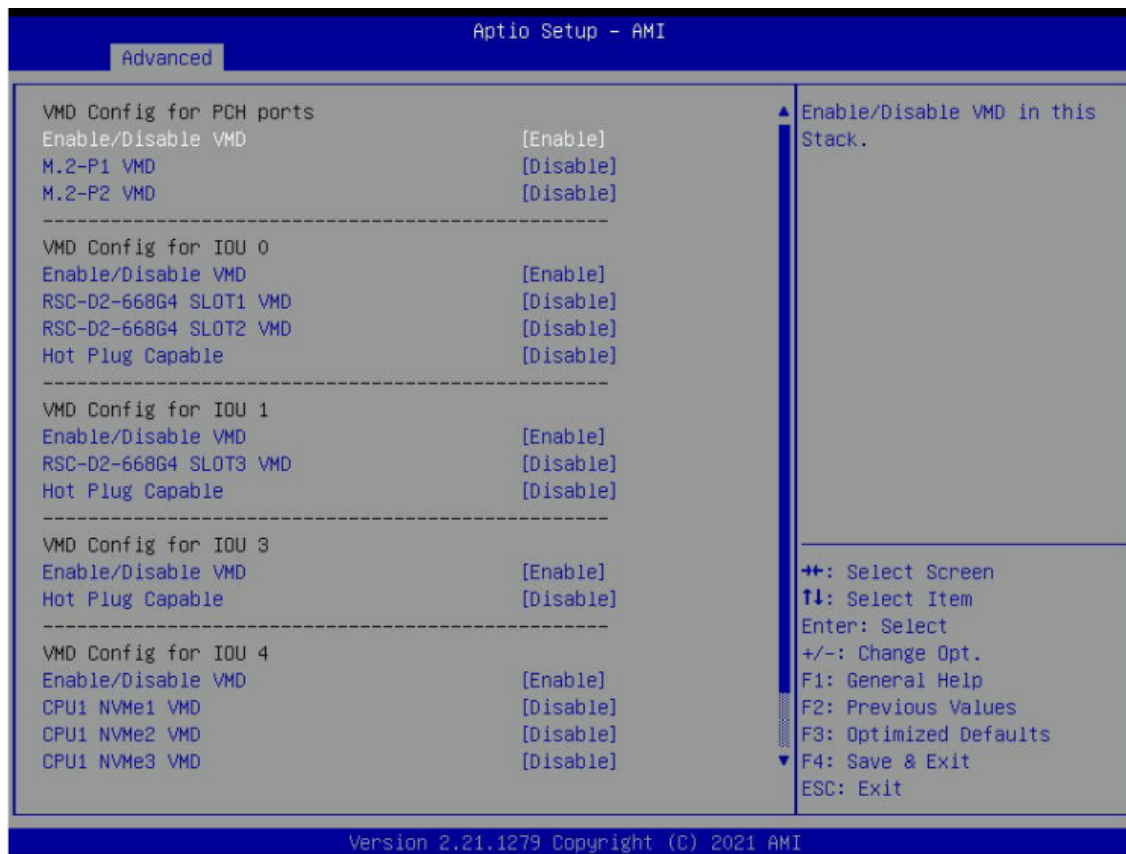 Aptio Setup - AMI
Advanced
VMD Config for PCH ports
Enable/Disable VMD [Enable]
M.2-P1 VMD [Disable]
M.2-P2 VMD [Disable]
--------------------------------------------------
VMD Config for IOU 0
Enable/Disable VMD [Enable]
RSC-D2-668G4 SLOT1 VMD [Disable]
RSC-D2-668G4 SLOT2 VMD [Disable]
Hot Plug Capable [Disable]
--------------------------------------------------
VMD Config for IOU 1
Enable/Disable VMD [Enable]
RSC-D2-668G4 SLOT3 VMD [Disable]
Hot Plug Capable [Disable]
--------------------------------------------------
VMD Config for IOU 3
Enable/Disable VMD [Enable]
Hot Plug Capable [Disable]
--------------------------------------------------
VMD Config for IOU 4
Enable/Disable VMD [Enable]
CPU1 NVMe1 VMD [Disable]
CPU1 NVMe2 VMD [Disable]
CPU1 NVMe3 VMD [Disable]
Enable/Disable VMD in this
Stack.
→←: Select Screen
↑↓: Select Item
Enter: Select
+/-: Change Opt.
F1: General Help
F2: Previous Values
F3: Optimized Defaults
F4: Save & Exit
ESC: Exit
Version 2.21.1279 Copyright (C) 2021 AMI